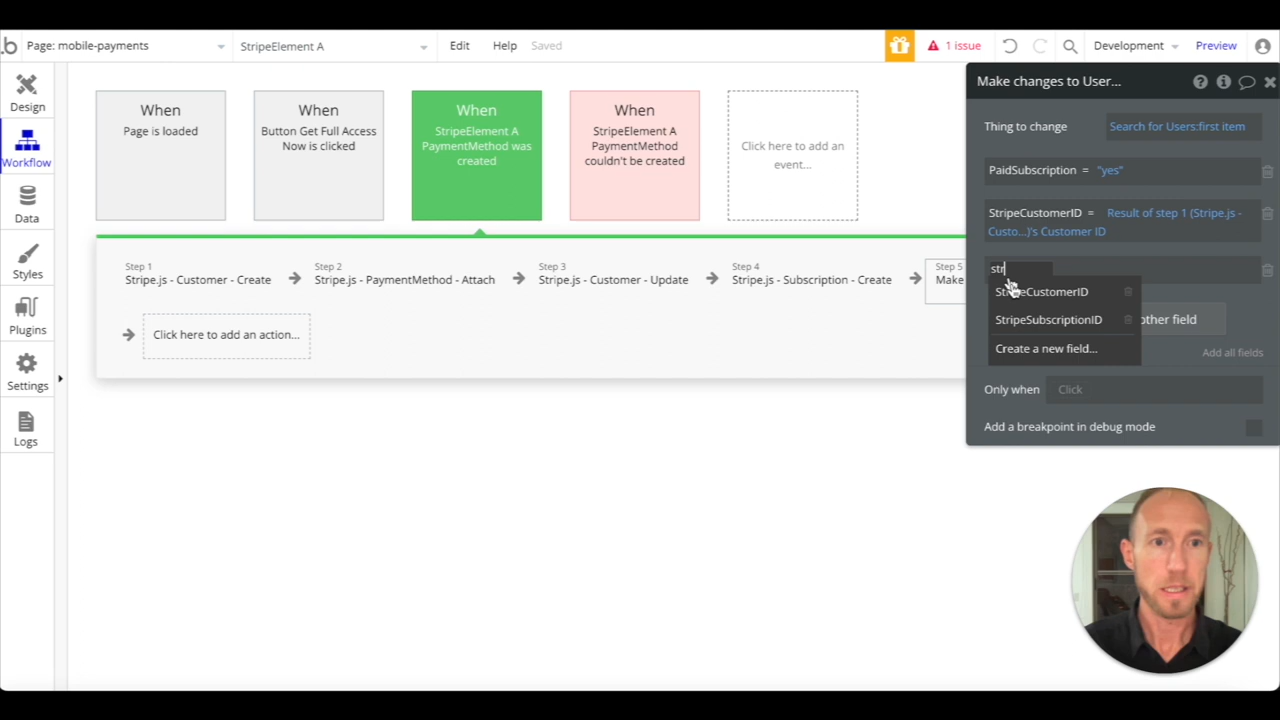 .b Page: mobile-payments StripeElement A Edit Help Saved 1 issue Development Preview
Design
Workflow
Data
Styles
Plugins
Settings
Logs
When
Page is loaded
When
Button Get Full Access
Now is clicked
When
StripeElement A
PaymentMethod was
created
When
StripeElement A
PaymentMethod
couldn't be created
Click here to add an
event...
Step 1
Stripe.js - Customer - Create
Step 2
Stripe.js - PaymentMethod - Attach
Step 3
Stripe.js - Customer - Update
Step 4
Stripe.js - Subscription - Create
Step 5
Make
Click here to add an action...
Make changes to User...
Thing to change Search for Users:first item
PaidSubscription = "yes"
StripeCustomerID = Result of step 1 (Stripe.js -
Custo...)'s Customer ID
str
StripeCustomerID
StripeSubscriptionID
Create a new field...
other field
Add all fields
Only when Click
Add a breakpoint in debug mode